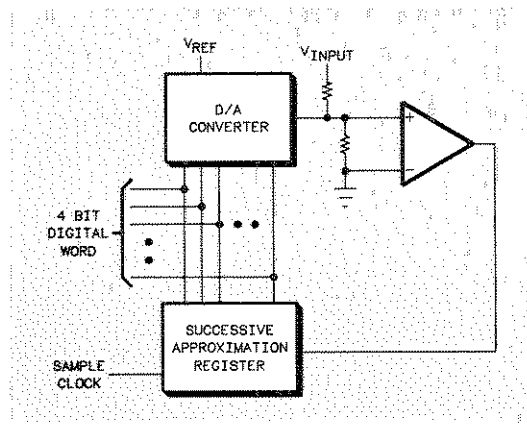 VREF
VINPUT
D/A
CONVERTER
+
−
4 BIT
DIGITAL
WORD
SUCCESSIVE
APPROXIMATION
REGISTER
SAMPLE
CLOCK